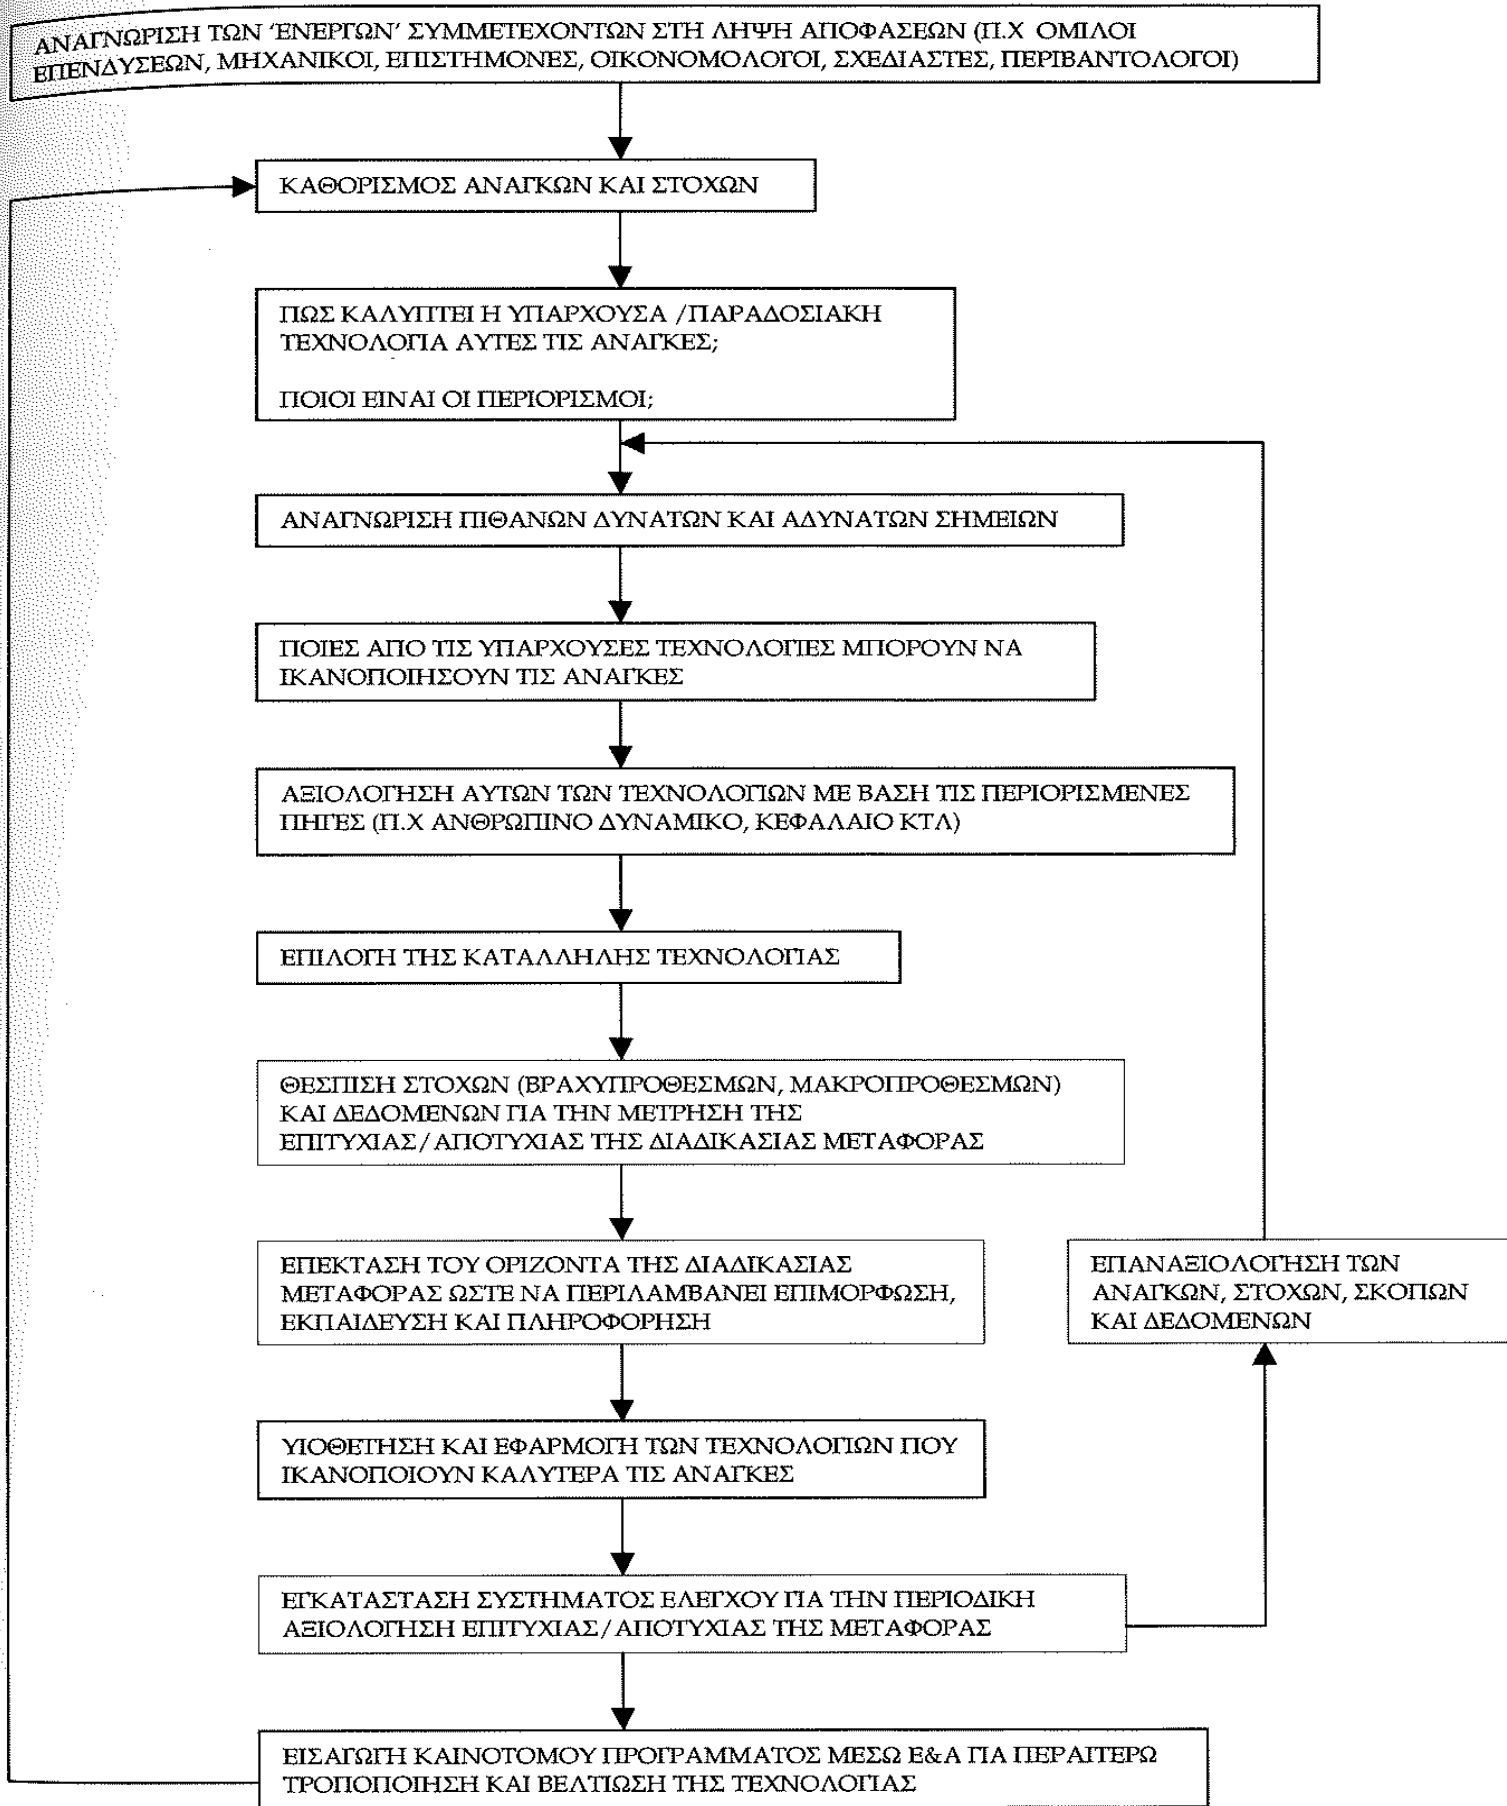 ΑΝΑΓΝΩΡΙΣΗ ΤΩΝ ‘ΕΝΕΡΓΩΝ’ ΣΥΜΜΕΤΕΧΟΝΤΩΝ ΣΤΗ ΛΗΨΗ ΑΠΟΦΑΣΕΩΝ (Π.Χ ΟΜΙΛΟΙ
ΕΠΕΝΔΥΣΕΩΝ, ΜΗΧΑΝΙΚΟΙ, ΕΠΙΣΤΗΜΟΝΕΣ, ΟΙΚΟΝΟΜΟΛΟΓΟΙ, ΣΧΕΔΙΑΣΤΕΣ, ΠΕΡΙΒΑΝΤΟΛΟΓΟΙ)
ΚΑΘΟΡΙΣΜΟΣ ΑΝΑΓΚΩΝ ΚΑΙ ΣΤΟΧΩΝ
ΠΩΣ ΚΑΛΥΠΤΕΙ Η ΥΠΑΡΧΟΥΣΑ /ΠΑΡΑΔΟΣΙΑΚΗ
ΤΕΧΝΟΛΟΓΙΑ ΑΥΤΕΣ ΤΙΣ ΑΝΑΓΚΕΣ;
ΠΟΙΟΙ ΕΙΝΑΙ ΟΙ ΠΕΡΙΟΡΙΣΜΟΙ;
ΑΝΑΓΝΩΡΙΣΗ ΠΙΘΑΝΩΝ ΔΥΝΑΤΩΝ ΚΑΙ ΑΔΥΝΑΤΩΝ ΣΗΜΕΙΩΝ
ΠΟΙΕΣ ΑΠΟ ΤΙΣ ΥΠΑΡΧΟΥΣΕΣ ΤΕΧΝΟΛΟΓΙΕΣ ΜΠΟΡΟΥΝ ΝΑ
ΙΚΑΝΟΠΟΙΗΣΟΥΝ ΤΙΣ ΑΝΑΓΚΕΣ
ΑΞΙΟΛΟΓΗΣΗ ΑΥΤΩΝ ΤΩΝ ΤΕΧΝΟΛΟΓΙΩΝ ΜΕ ΒΑΣΗ ΤΙΣ ΠΕΡΙΟΡΙΣΜΕΝΕΣ
ΠΗΓΕΣ (Π.Χ ΑΝΘΡΩΠΙΝΟ ΔΥΝΑΜΙΚΟ, ΚΕΦΑΛΑΙΟ ΚΤΛ)
ΕΠΙΛΟΓΗ ΤΗΣ ΚΑΤΑΛΛΗΛΗΣ ΤΕΧΝΟΛΟΓΙΑΣ
ΘΕΣΠΙΣΗ ΣΤΟΧΩΝ (ΒΡΑΧΥΠΡΟΘΕΣΜΩΝ, ΜΑΚΡΟΠΡΟΘΕΣΜΩΝ)
ΚΑΙ ΔΕΔΟΜΕΝΩΝ ΓΙΑ ΤΗΝ ΜΕΤΡΗΣΗ ΤΗΣ
ΕΠΙΤΥΧΙΑΣ/ΑΠΟΤΥΧΙΑΣ ΤΗΣ ΔΙΑΔΙΚΑΣΙΑΣ ΜΕΤΑΦΟΡΑΣ
ΕΠΕΚΤΑΣΗ ΤΟΥ ΟΡΙΖΟΝΤΑ ΤΗΣ ΔΙΑΔΙΚΑΣΙΑΣ
ΜΕΤΑΦΟΡΑΣ ΩΣΤΕ ΝΑ ΠΕΡΙΛΑΜΒΑΝΕΙ ΕΠΙΜΟΡΦΩΣΗ,
ΕΚΠΑΙΔΕΥΣΗ ΚΑΙ ΠΛΗΡΟΦΟΡΗΣΗ
ΕΠΑΝΑΞΙΟΛΟΓΗΣΗ ΤΩΝ
ΑΝΑΓΚΩΝ, ΣΤΟΧΩΝ, ΣΚΟΠΩΝ
ΚΑΙ ΔΕΔΟΜΕΝΩΝ
ΥΙΟΘΕΤΗΣΗ ΚΑΙ ΕΦΑΡΜΟΓΗ ΤΩΝ ΤΕΧΝΟΛΟΓΙΩΝ ΠΟΥ
ΙΚΑΝΟΠΟΙΟΥΝ ΚΑΛΥΤΕΡΑ ΤΙΣ ΑΝΑΓΚΕΣ
ΕΓΚΑΤΑΣΤΑΣΗ ΣΥΣΤΗΜΑΤΟΣ ΕΛΕΓΧΟΥ ΓΙΑ ΤΗΝ ΠΕΡΙΟΔΙΚΗ
ΑΞΙΟΛΟΓΗΣΗ ΕΠΙΤΥΧΙΑΣ/ΑΠΟΤΥΧΙΑΣ ΤΗΣ ΜΕΤΑΦΟΡΑΣ
ΕΙΣΑΓΩΓΗ ΚΑΙΝΟΤΟΜΟΥ ΠΡΟΓΡΑΜΜΑΤΟΣ ΜΕΣΩ Ε&Α ΓΙΑ ΠΕΡΑΙΤΕΡΩ
ΤΡΟΠΟΠΟΙΗΣΗ ΚΑΙ ΒΕΛΤΙΩΣΗ ΤΗΣ ΤΕΧΝΟΛΟΓΙΑΣ